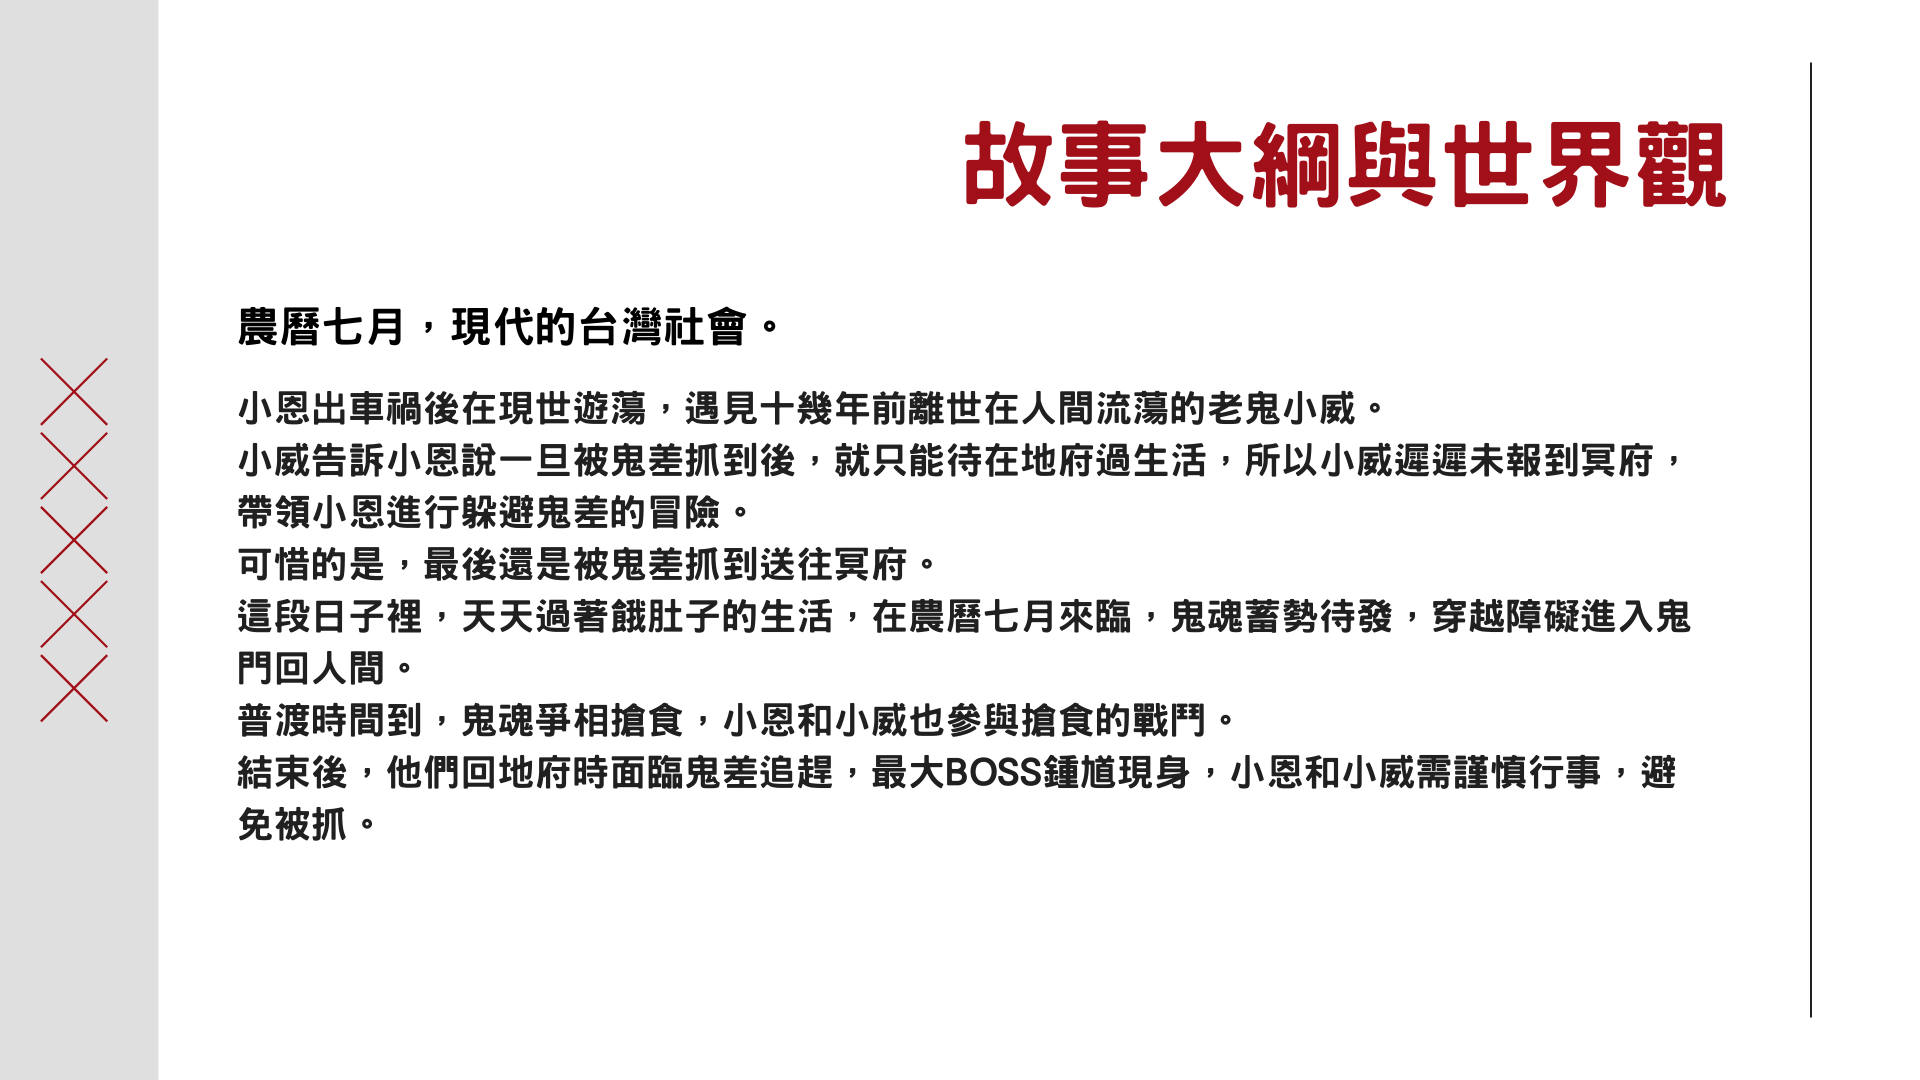 故事大綱與世界觀
農曆七月，現代的台灣社會。
小恩出車禍後在現世遊蕩，遇見十幾年前離世在人間流蕩的老鬼小威。
小威告訴小恩說一旦被鬼差抓到後，就只能待在地府過生活，所以小威遲遲未報到冥府，
帶領小恩進行躲避鬼差的冒險。
可惜的是，最後還是被鬼差抓到送往冥府。
這段日子裡，天天過著餓肚子的生活，在農曆七月來臨，鬼魂蓄勢待發，穿越障礙進入鬼
門回人間。
普渡時間到，鬼魂爭相搶食，小恩和小威也參與搶食的戰鬥。
結束後，他們回地府時面臨鬼差追趕，最大BOSS鍾馗現身，小恩和小威需謹慎行事，避
免被抓。